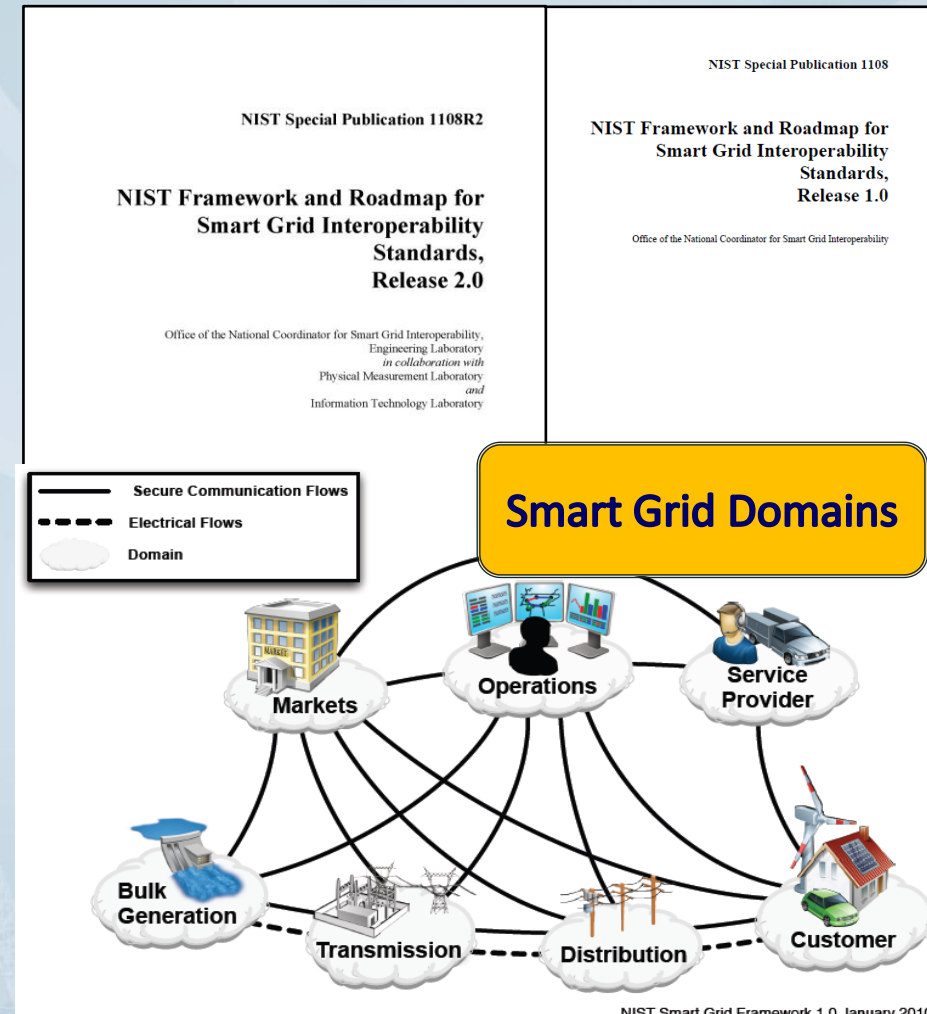 NIST Special Publication 1108R2
NIST Framework and Roadmap for
Smart Grid Interoperability
Standards,
Release 2.0
Office of the National Coordinator for Smart Grid Interoperability,
Engineering Laboratory
in collaboration with
Physical Measurement Laboratory
and
Information Technology Laboratory
NIST Special Publication 1108
NIST Framework and Roadmap for
Smart Grid Interoperability
Standards,
Release 1.0
Office of the National Coordinator for Smart Grid Interoperability
Secure Communication Flows
Electrical Flows
Domain
Smart Grid Domains
MARKET
Markets
Operations
Service
Provider
Bulk
Generation
Transmission
Distribution
Customer
NIST Smart Grid Framework 1.0 January 2010